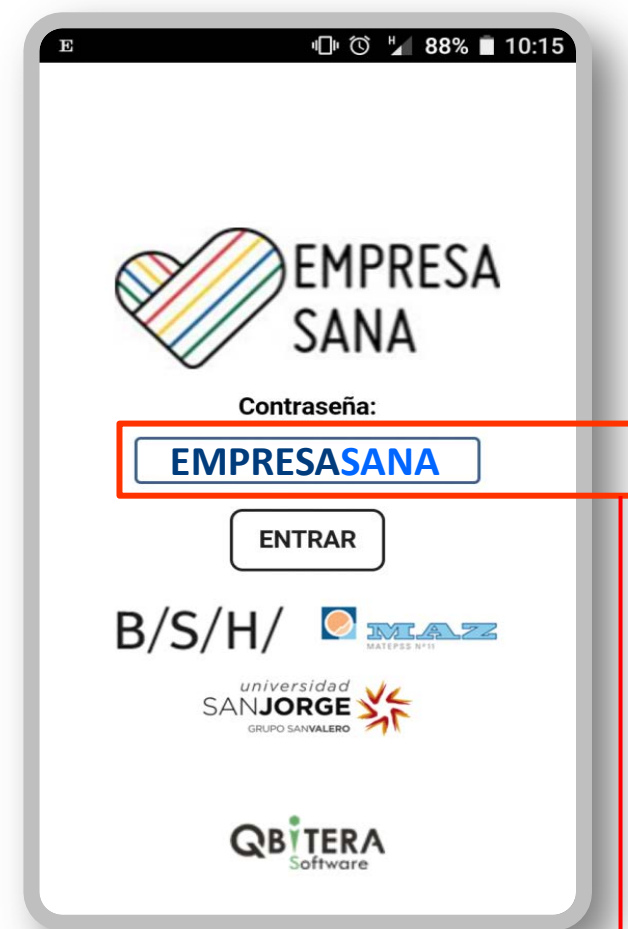 E H 88% 10:15
EMPRESA
SANA
Contraseña:
EMPRESASANA
ENTRAR
B/S/H/ MAZ
MATEPSS Nº11
universidad
SANJORGE
GRUPO SANVALERO
QBITERA
Software